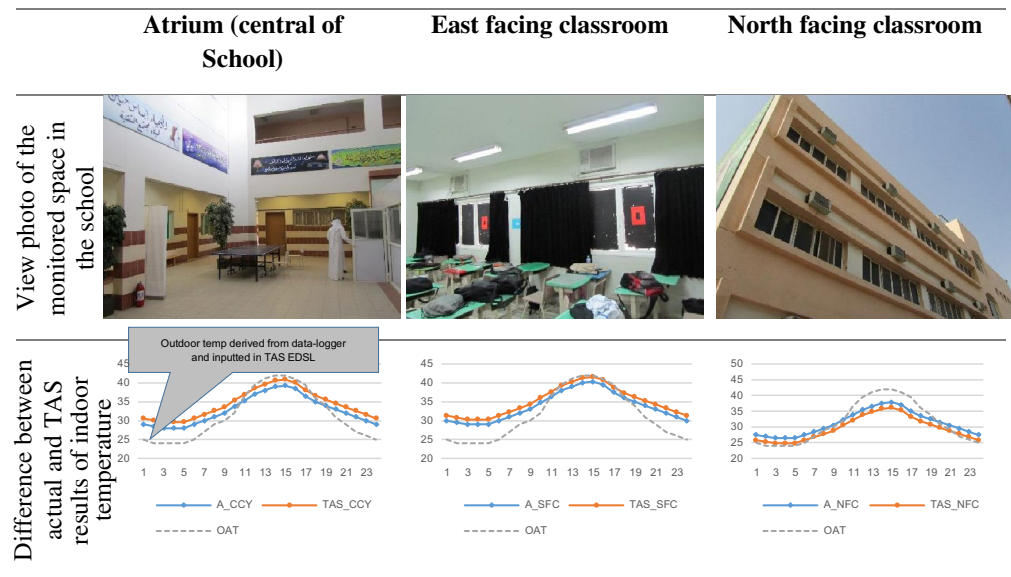 Atrium (central of
School)
East facing classroom
North facing classroom
View photo of the
monitored space in
the school
Difference between
actual and TAS
results of indoor
temperature
Outdoor temp derived from data-logger
and inputted in TAS EDSL
45
40
35
30
25
20
1 3 5 7 9 11 13 15 17 19 21 23
A_CCY TAS_CCY
OAT
45
40
35
30
25
20
1 3 5 7 9 11 13 15 17 19 21 23
A_SFC TAS_SFC
OAT
50
45
40
35
30
25
20
1 3 5 7 9 11 13 15 17 19 21 23
A_NFC TAS_NFC
OAT